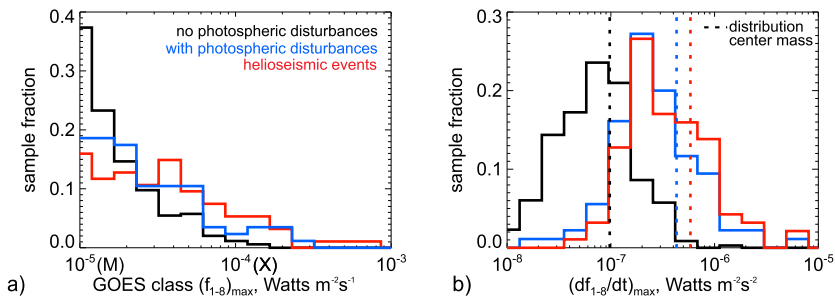 a)
sample fraction
0.4
0.3
0.2
0.1
0.0
no photospheric disturbances
with photospheric disturbances
helioseismic events
10⁻⁵(M)
10⁻⁴(X)
10⁻³
GOES class (f₁₋₈)ₘₐₓ, Watts m⁻²s⁻¹
b)
sample fraction
0.3
0.2
0.1
0.0
distribution
center mass
10⁻⁸
10⁻⁷
10⁻⁶
10⁻⁵
(df₁₋₈/dt)ₘₐₓ, Watts m⁻²s⁻²